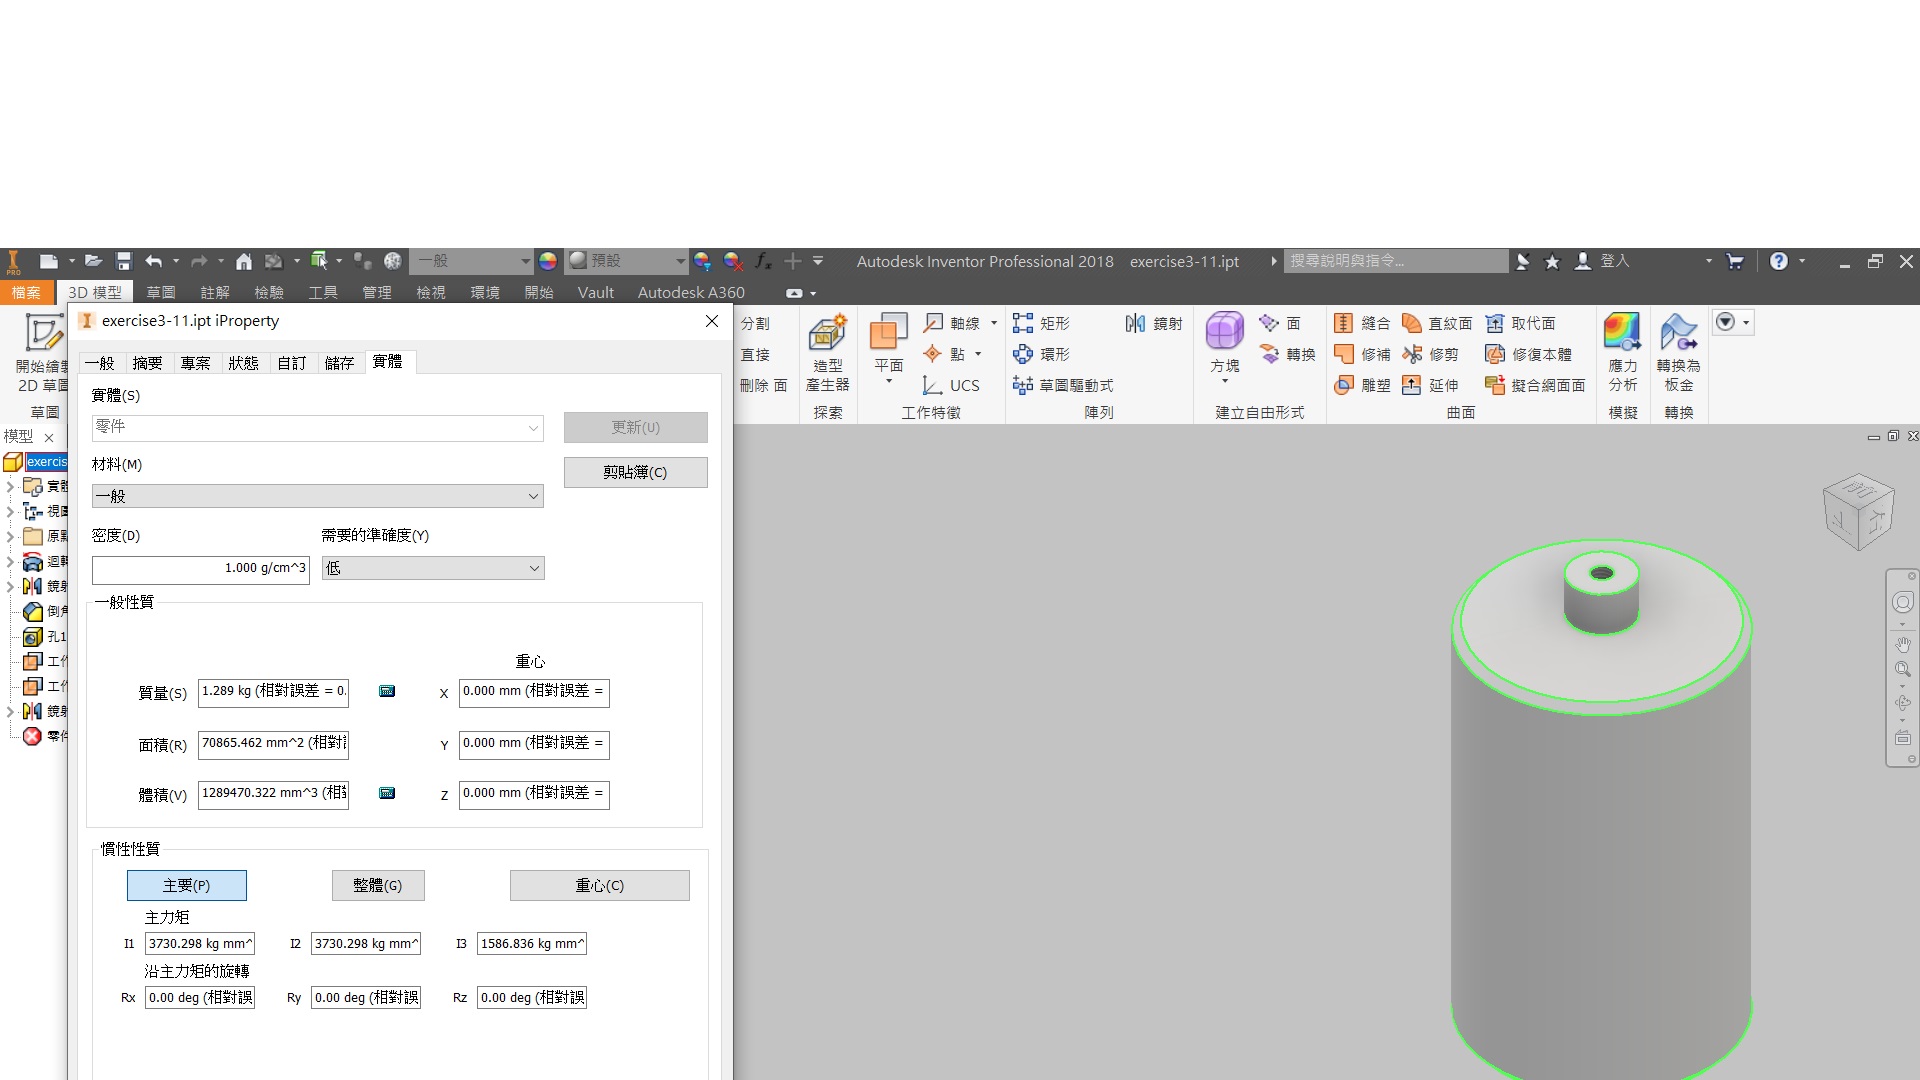 PRO
一般
預設
Autodesk Inventor Professional 2018 exercise3-11.ipt
搜尋說明與指令...
登入
檔案 3D 模型 草圖 註解 檢驗 工具 管理 檢視 環境 開始 Vault Autodesk A360
開始繪製
2D 草圖
草圖
分割
直接
刪除 面
造型
產生器
探索
平面
軸線
點
UCS
工作特徵
矩形
環形
草圖驅動式
鏡射
陣列
方塊
面
轉換
建立自由形式
縫合
修補
雕塑
直紋面
修剪
延伸
取代面
修復本體
擬合網面面
曲面
應力
分析
模擬
轉換為
板金
轉換
模型
exercis
實體
視圖
原點
迴轉
鏡射
倒角
孔1
工作
工作
鏡射
零件
exercise3-11.ipt iProperty
一般 摘要 專案 狀態 自訂 儲存 實體
實體(S)
零件
更新(U)
材料(M)
剪貼簿(C)
一般
密度(D) 需要的準確度(Y)
1.000 g/cm^3 低
一般性質
重心
質量(S) 1.289 kg (相對誤差 = 0. X 0.000 mm (相對誤差 =
面積(R) 70865.462 mm^2 (相對 Y 0.000 mm (相對誤差 =
體積(V) 1289470.322 mm^3 (相 Z 0.000 mm (相對誤差 =
慣性性質
主要(P) 整體(G) 重心(C)
主力矩
I1 3730.298 kg mm^ I2 3730.298 kg mm^ I3 1586.836 kg mm^
沿主力矩的旋轉
Rx 0.00 deg (相對誤 Ry 0.00 deg (相對誤 Rz 0.00 deg (相對誤